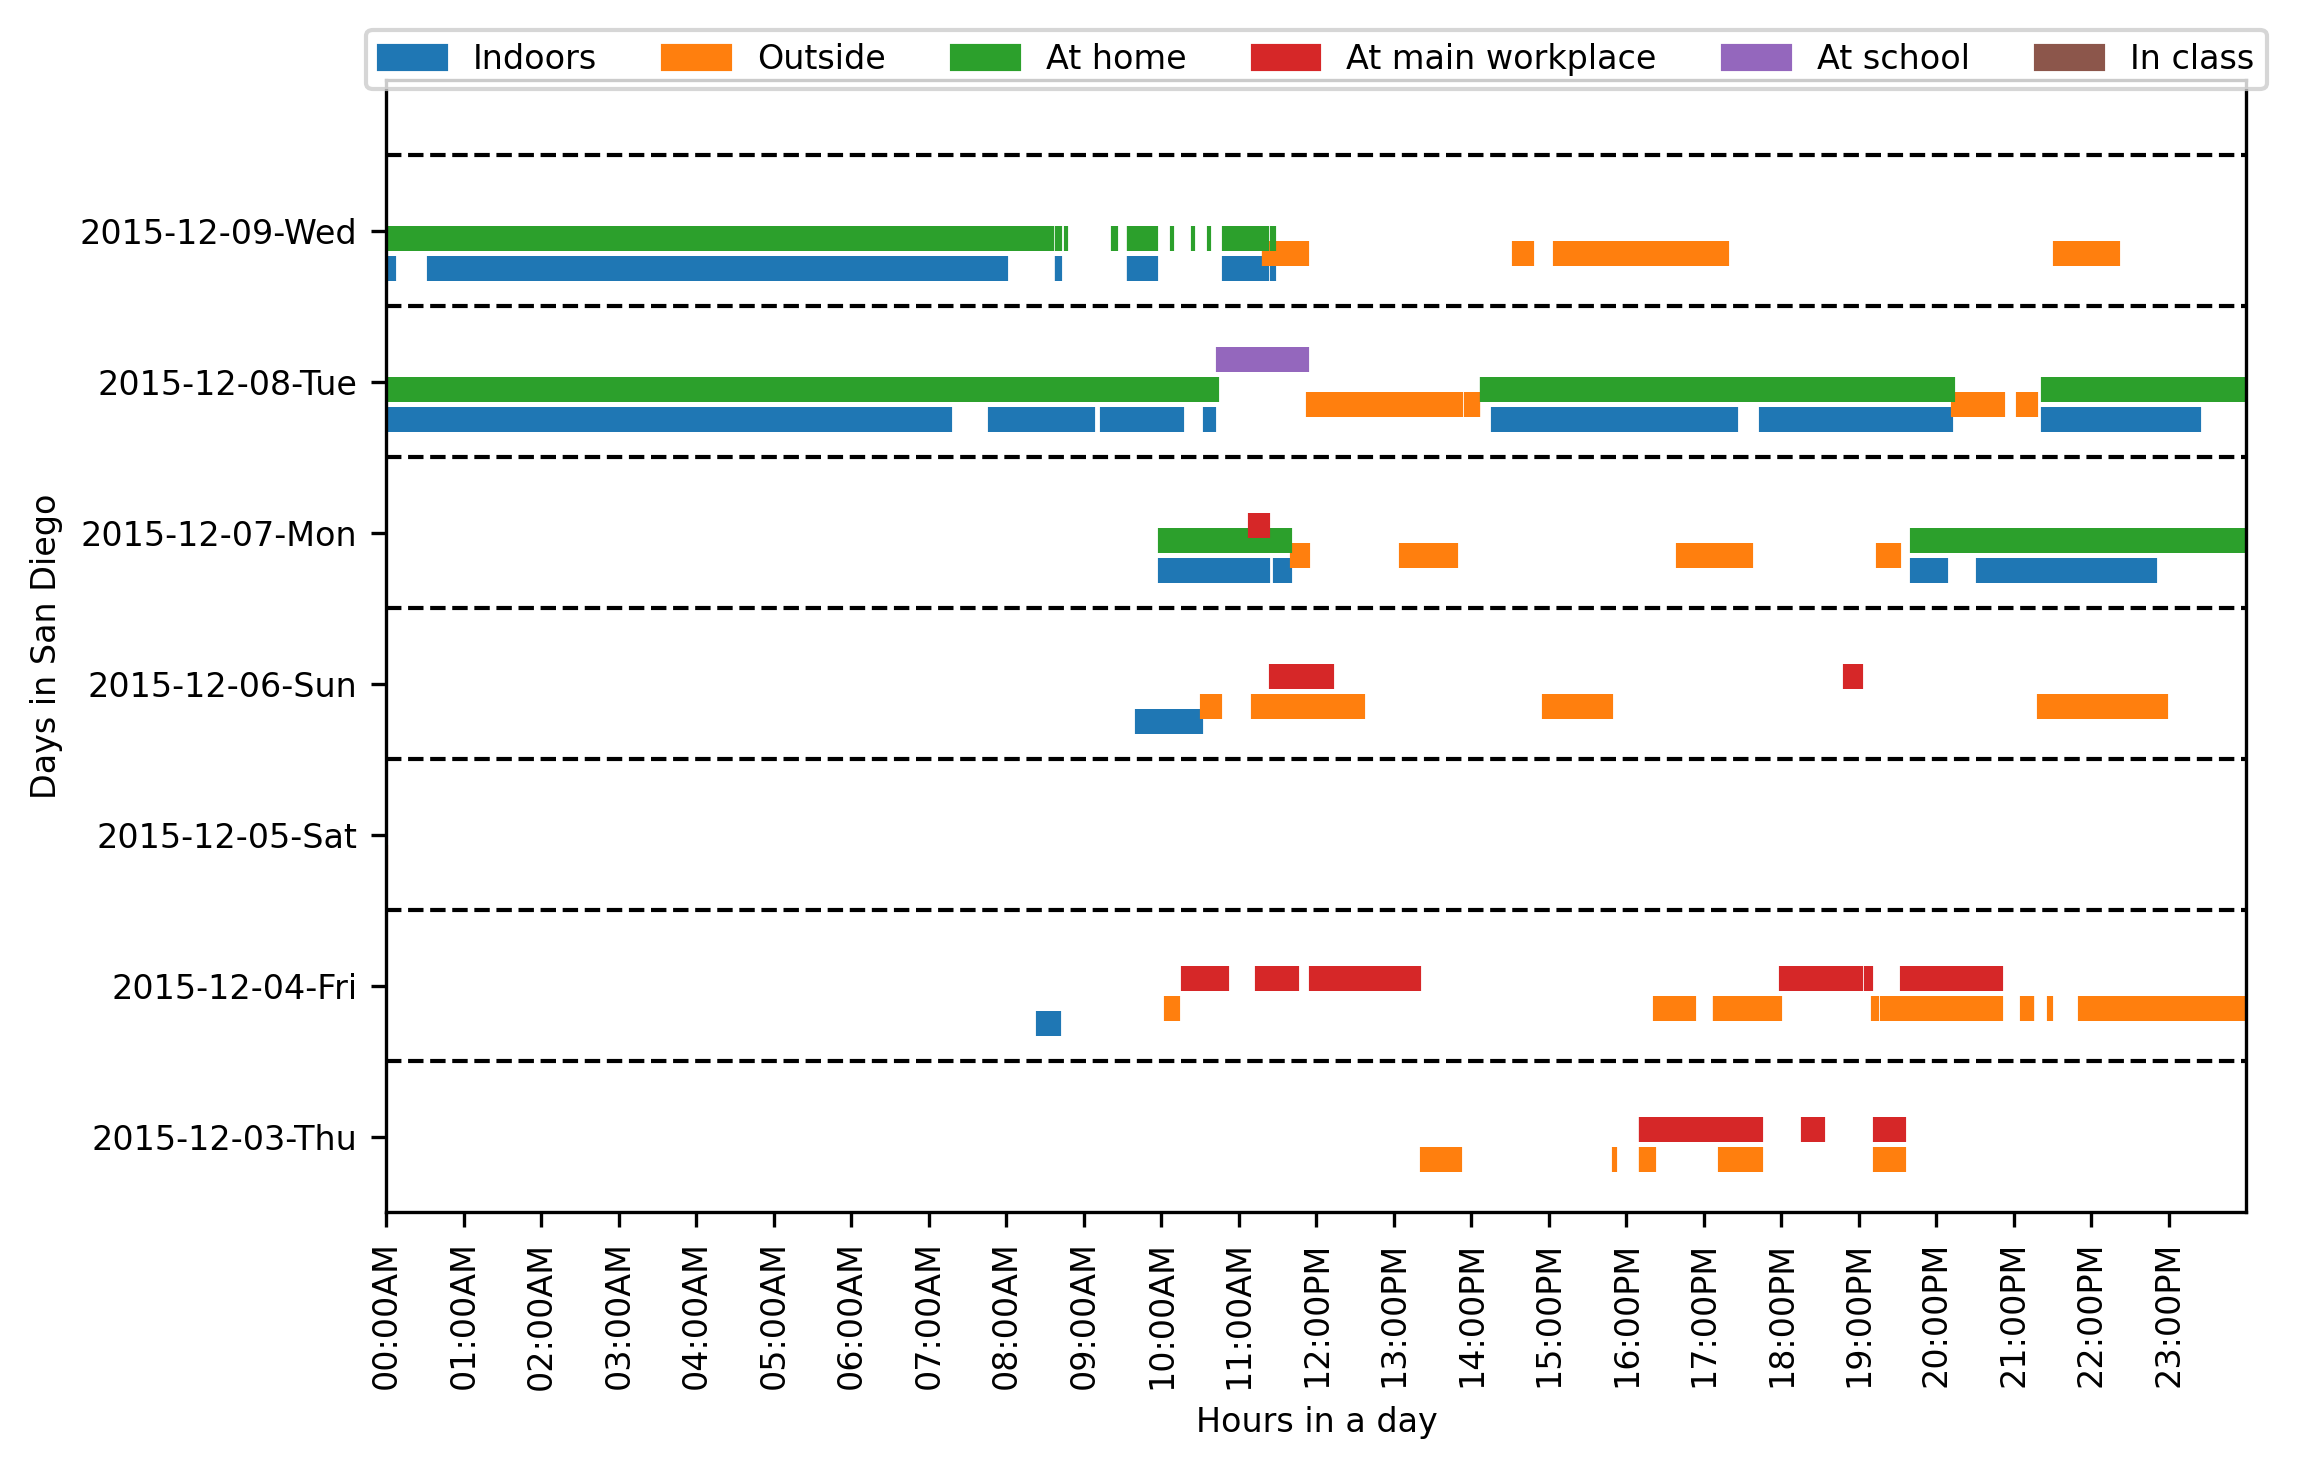 Indoors Outside At home At main workplace At school In class
2015-12-09-Wed
2015-12-08-Tue
2015-12-07-Mon
2015-12-06-Sun
2015-12-05-Sat
2015-12-04-Fri
2015-12-03-Thu
Days in San Diego
00:00AM
01:00AM
02:00AM
03:00AM
04:00AM
05:00AM
06:00AM
07:00AM
08:00AM
09:00AM
10:00AM
11:00AM
12:00PM
13:00PM
14:00PM
15:00PM
16:00PM
17:00PM
18:00PM
19:00PM
20:00PM
21:00PM
22:00PM
23:00PM
Hours in a day